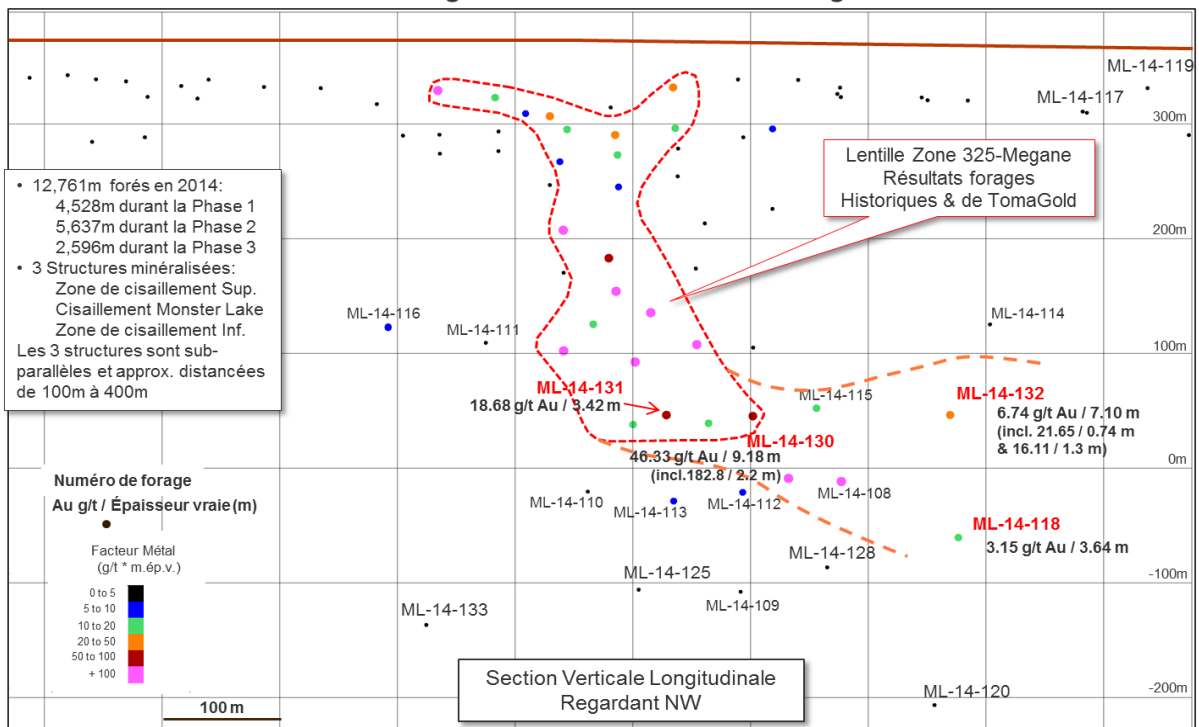 ML-14-119
ML-14-117
300m
Lentille Zone 325-Megane
Résultats forages
Historiques & de TomaGold
• 12,761m forés en 2014:
4,528m durant la Phase 1
5,637m durant la Phase 2
2,596m durant la Phase 3
• 3 Structures minéralisées:
Zone de cisaillement Sup.
Cisaillement Monster Lake
Zone de cisaillement Inf.
Les 3 structures sont sub-
parallèles et approx. distancées
de 100m à 400m
200m
ML-14-116
ML-14-111
ML-14-114
100m
ML-14-131
18.68 g/t Au / 3.42 m
ML-14-115
ML-14-132
6.74 g/t Au / 7.10 m
(incl. 21.65 / 0.74 m
& 16.11 / 1.3 m)
ML-14-130
46.33 g/t Au / 9.18 m
(incl.182.8 / 2.2 m)
0m
Numéro de forage
Au g/t / Épaisseur vraie(m)
ML-14-110
ML-14-113
ML-14-112
ML-14-108
ML-14-118
3.15 g/t Au / 3.64 m
Facteur Métal
(g/t * m.ép.v.)
0 to 5
5 to 10
10 to 20
20 to 50
50 to 100
+ 100
ML-14-128
ML-14-125
ML-14-109
-100m
ML-14-133
Section Verticale Longitudinale
Regardant NW
ML-14-120
-200m
100 m